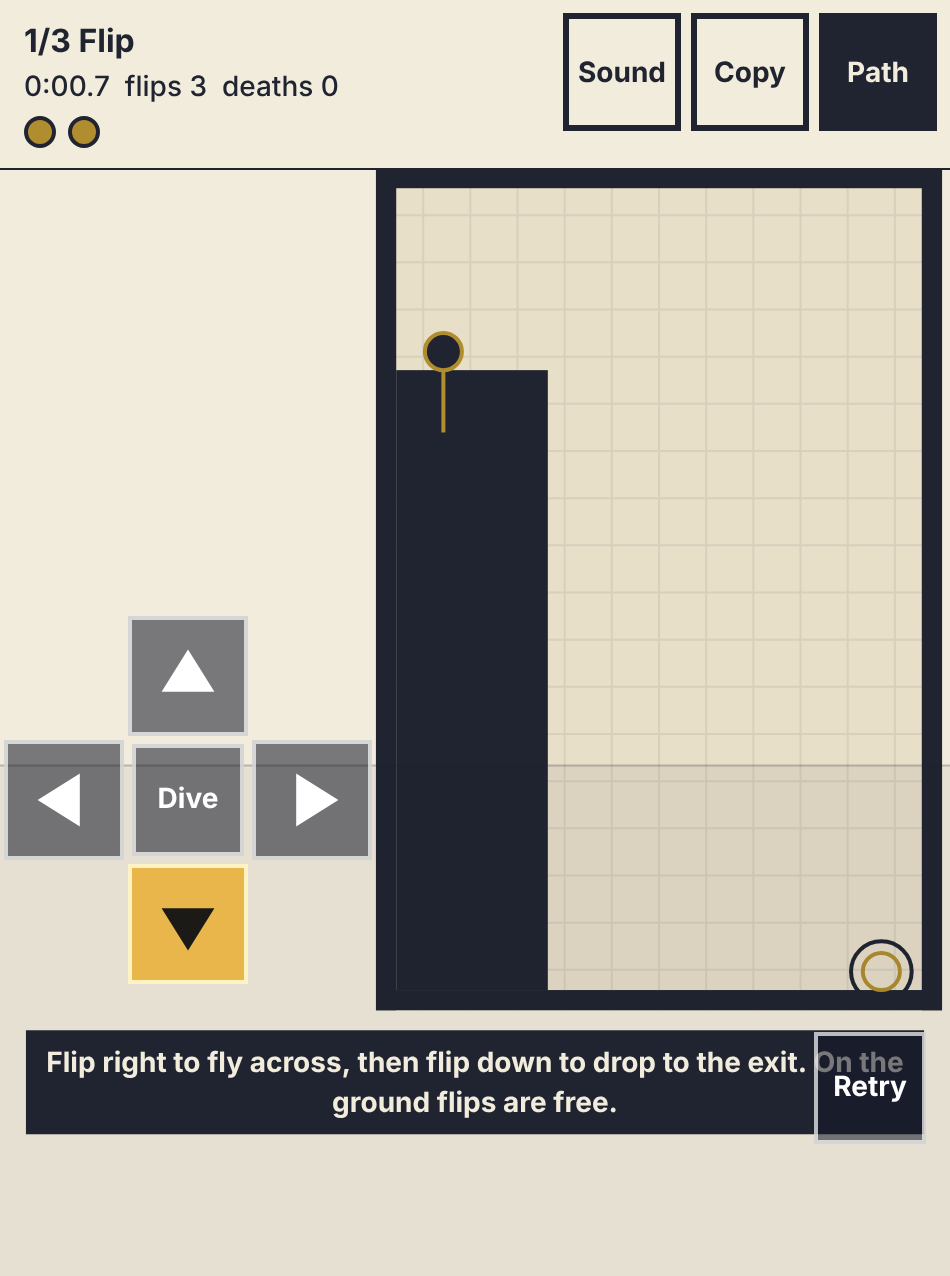 1/3 Flip
0:00.7 flips 3 deaths 0
Sound
Copy
Path
Dive
Flip right to fly across, then flip down to drop to the exit. On the
ground flips are free.
Retry